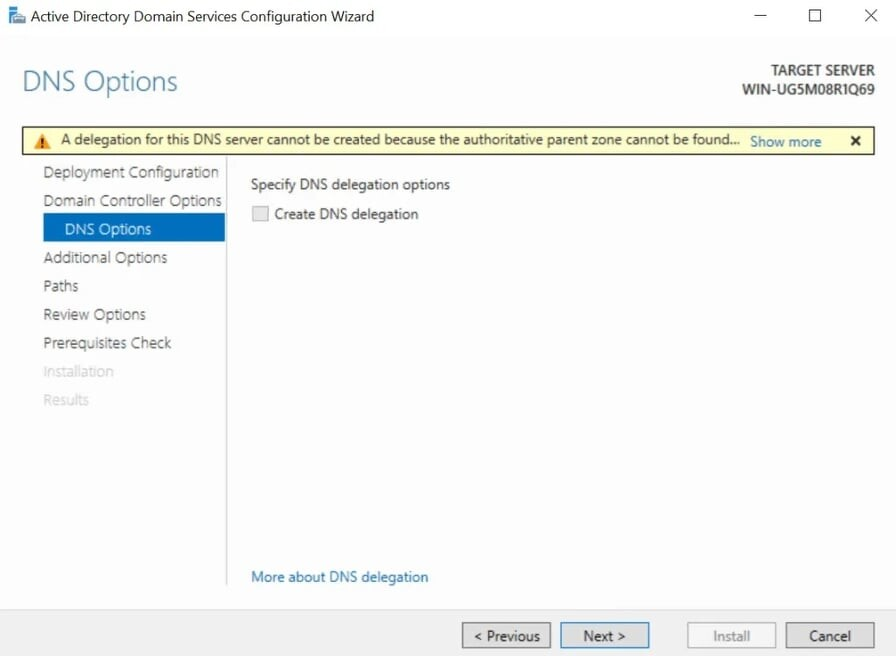 Active Directory Domain Services Configuration Wizard
DNS Options
TARGET SERVER
WIN-UG5M08R1Q69
A delegation for this DNS server cannot be created because the authoritative parent zone cannot be found... Show more
Deployment Configuration
Domain Controller Options
DNS Options
Additional Options
Paths
Review Options
Prerequisites Check
Installation
Results
Specify DNS delegation options
Create DNS delegation
More about DNS delegation
< Previous Next > Install Cancel